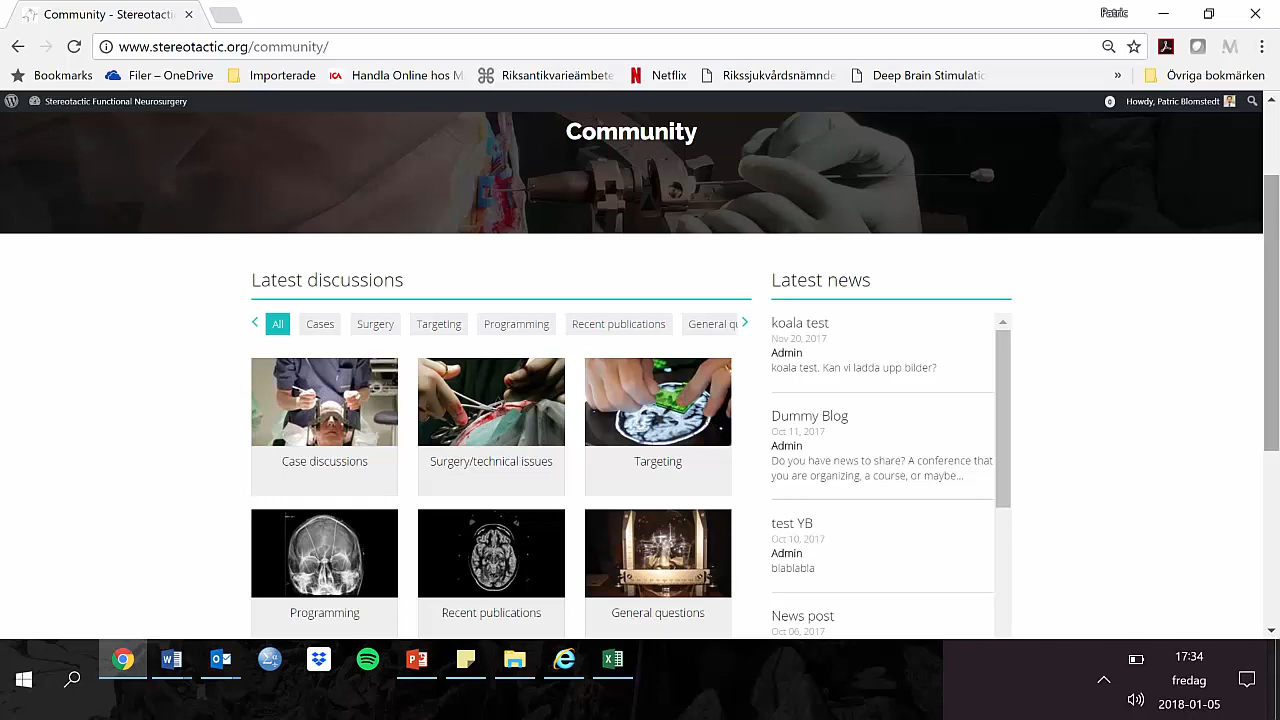 Community - Stereotactic
Patric
www.stereotactic.org/community/
Bookmarks
Filer – OneDrive
Importerade
ICA
Handla Online hos M
Riksantikvarieämbete
Netflix
Rikssjukvårdsnämnde
Deep Brain Stimulatio
»
Övriga bokmärken
Stereotactic Functional Neurosurgery
0
Howdy, Patric Blomstedt
Community
Latest discussions
Latest news
All
Cases
Surgery
Targeting
Programming
Recent publications
General q
koala test
Nov 20, 2017
Admin
koala test. Kan vi ladda upp bilder?
Case discussions
Surgery/technical issues
Targeting
Dummy Blog
Oct 11, 2017
Admin
Do you have news to share? A conference that
you are organizing, a course, or maybe...
test YB
Oct 10, 2017
Admin
blablabla
Programming
Recent publications
General questions
News post
Oct 06, 2017
17:34
fredag
2018-01-05